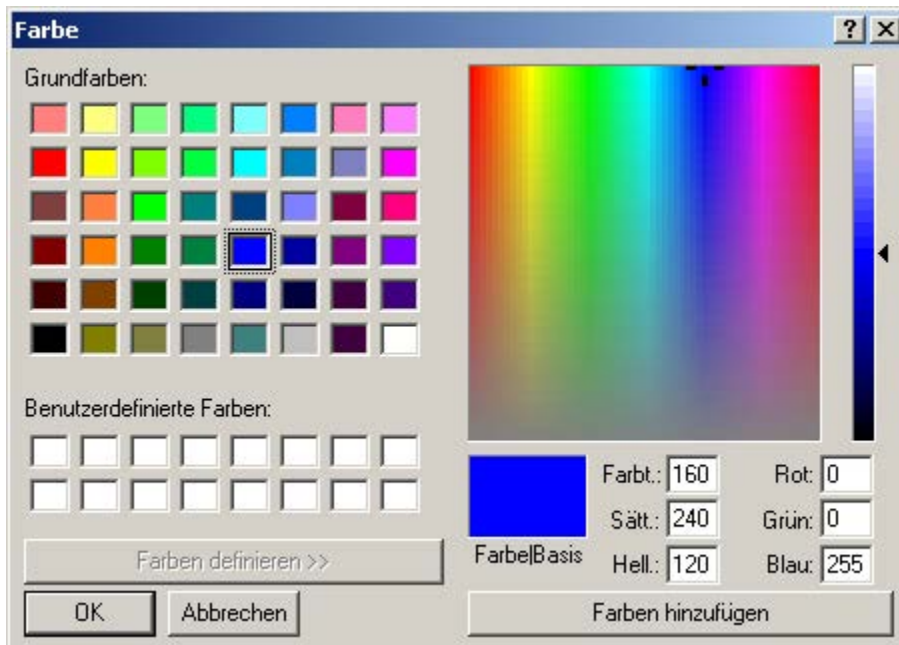 Farbe
Grundfarben:
Benutzerdefinierte Farben:
Farben definieren >>
OK Abbrechen
Farbe|Basis
Farbt.: 160 Rot: 0
Sätt.: 240 Grün: 0
Hell.: 120 Blau: 255
Farben hinzufügen